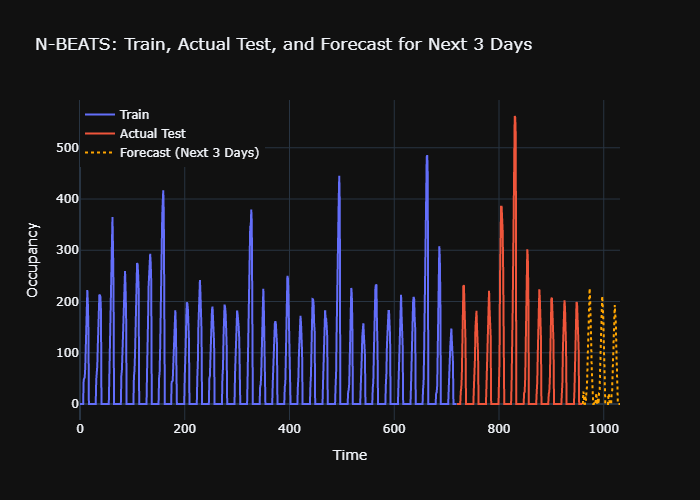 N-BEATS: Train, Actual Test, and Forecast for Next 3 Days
Train
Actual Test
Forecast (Next 3 Days)
500
400
300
200
100
0
Occupancy
0 200 400 600 800 1000
Time